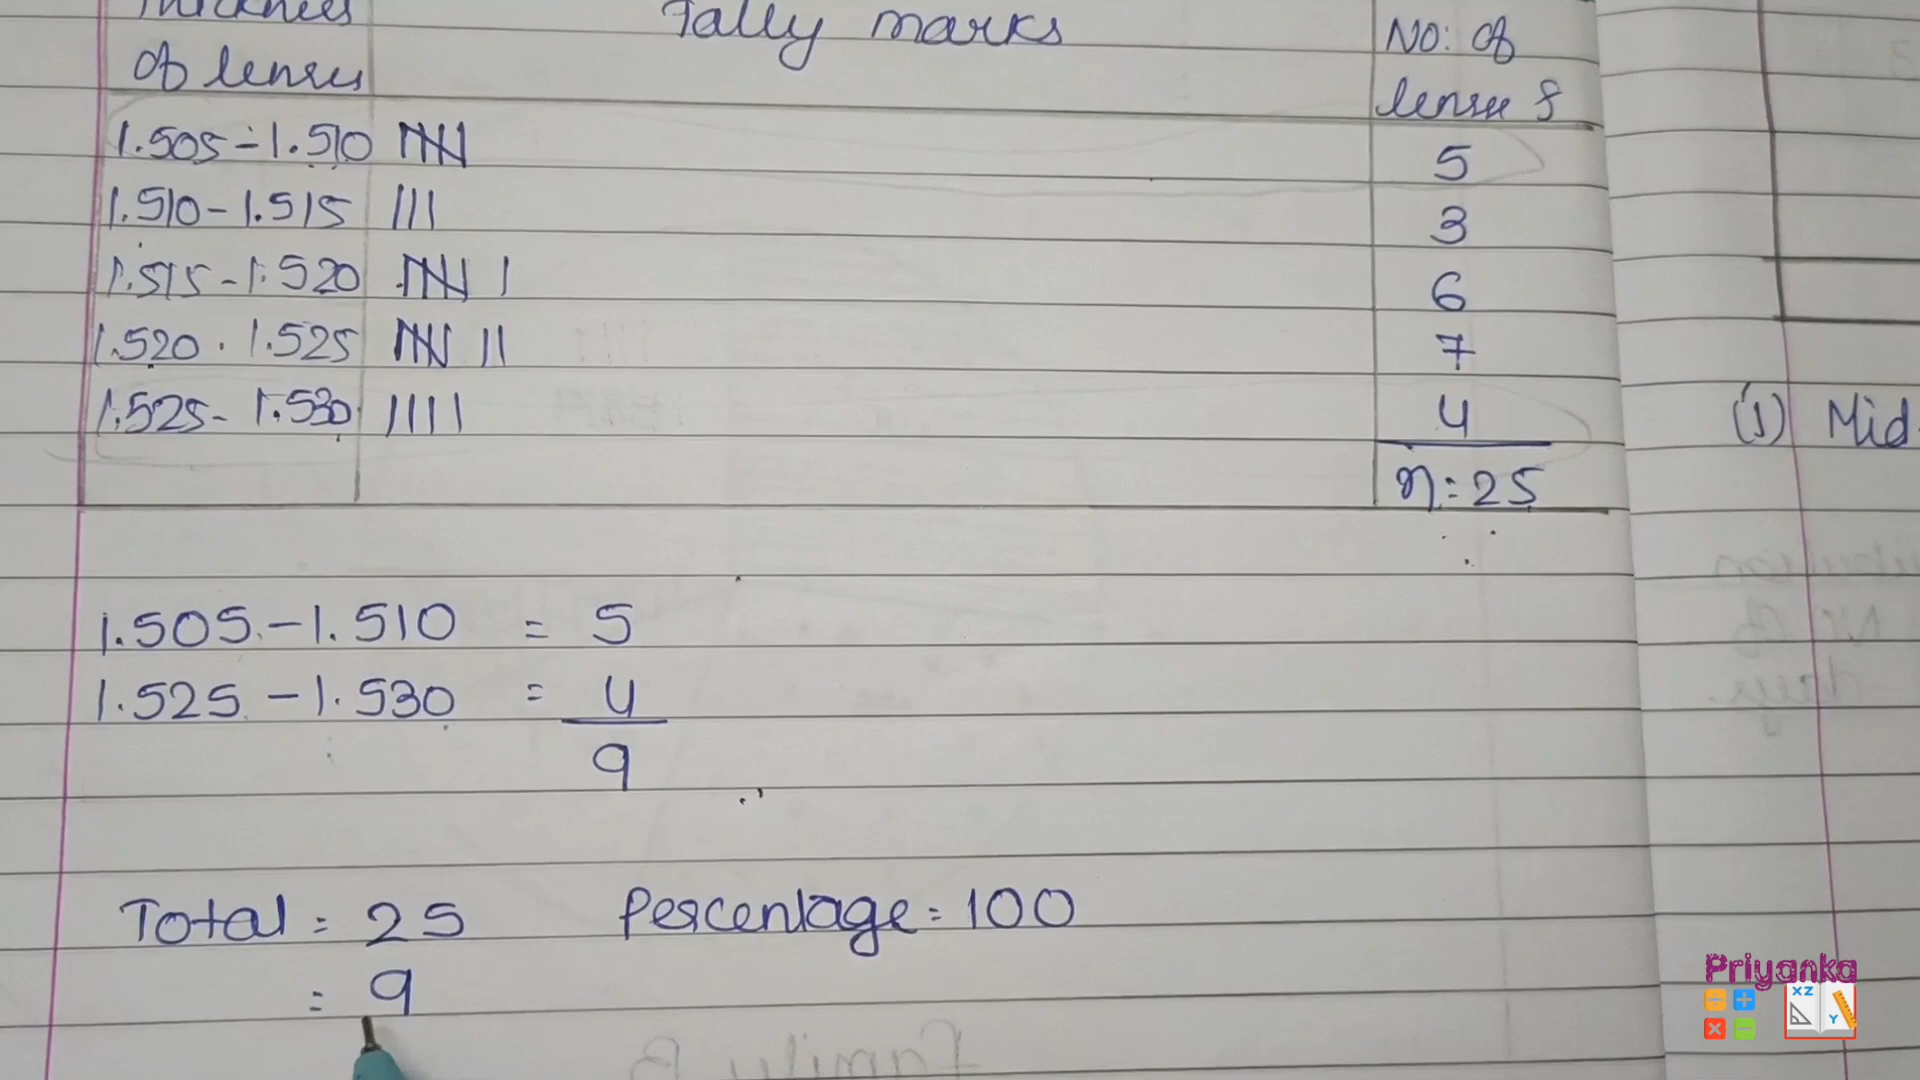 Thickness Tally marks No: of
of lenses lenses
1.505-1.510 5
1.510-1.515 ||| 3
1.515-1.520 | 6
1.520 . 1.525 || 7
1.525-1.530 |||| 4
n=25
1.505-1.510 = 5
1.525-1.530 = 4
9
Total = 25 Percentage=100
= 9
(1) Mid
Priyanka